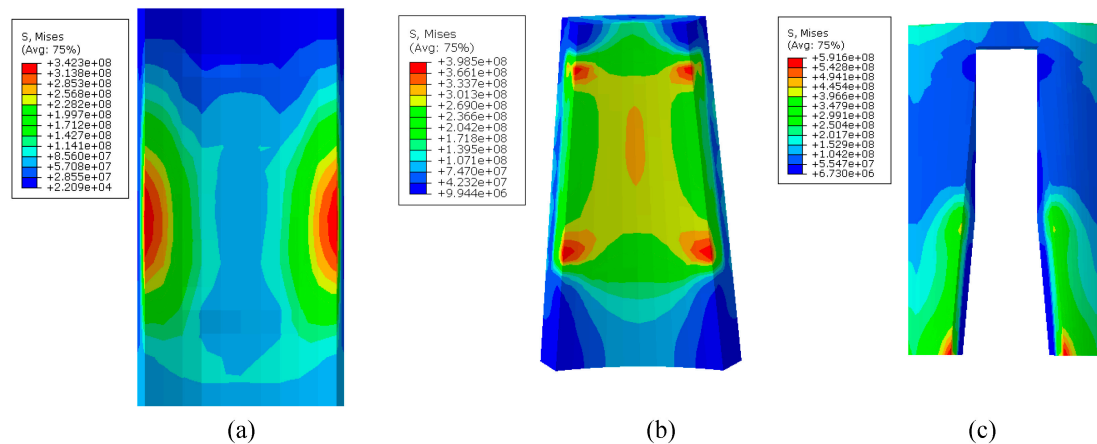 S, Mises
(Avg: 75%)
+3.423e+08
+3.138e+08
+2.853e+08
+2.568e+08
+2.282e+08
+1.997e+08
+1.712e+08
+1.427e+08
+1.141e+08
+8.560e+07
+5.708e+07
+2.855e+07
+2.209e+04
(a)
S, Mises
(Avg: 75%)
+3.985e+08
+3.661e+08
+3.337e+08
+3.013e+08
+2.690e+08
+2.366e+08
+2.042e+08
+1.718e+08
+1.395e+08
+1.071e+08
+7.470e+07
+4.232e+07
+9.944e+06
(b)
S, Mises
(Avg: 75%)
+5.916e+08
+5.428e+08
+4.941e+08
+4.454e+08
+3.966e+08
+3.479e+08
+2.991e+08
+2.504e+08
+2.017e+08
+1.529e+08
+1.042e+08
+5.547e+07
+6.730e+06
(c)